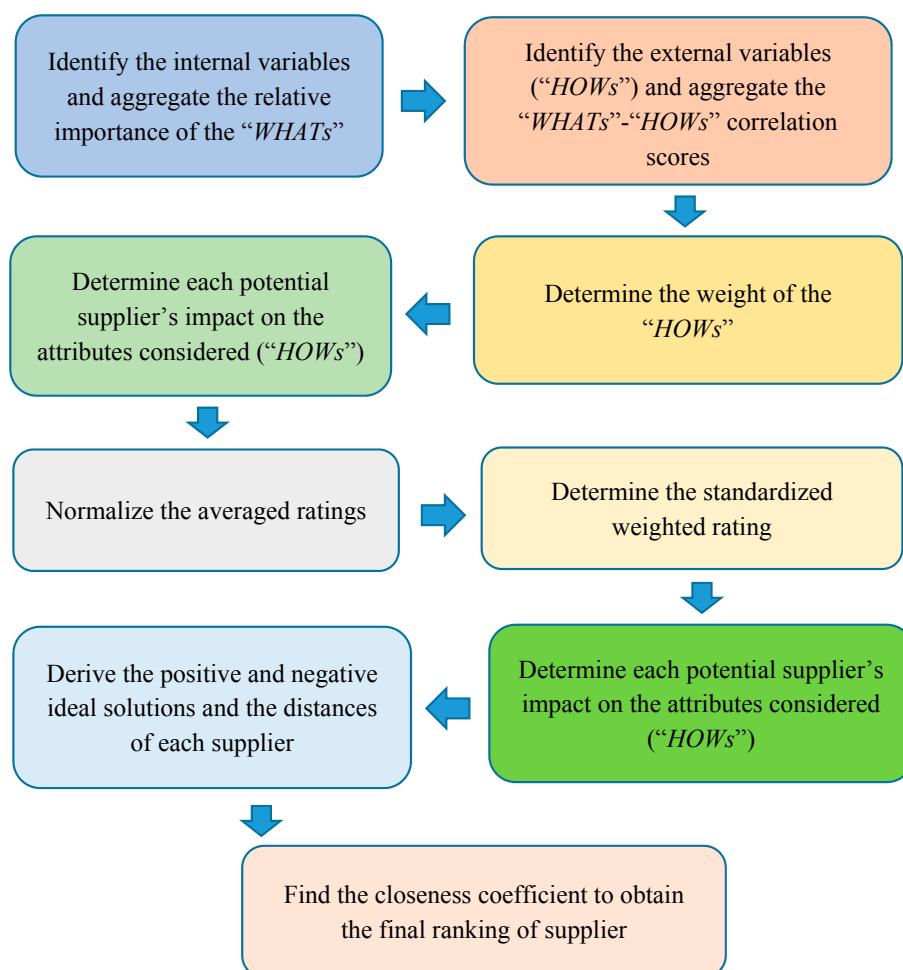 Identify the internal variables
and aggregate the relative
importance of the “WHATs”
Identify the external variables
(“HOWs”) and aggregate the
“WHATs”-“HOWs” correlation
scores
Determine the weight of the
“HOWs”
Determine each potential
supplier’s impact on the
attributes considered (“HOWs”)
Normalize the averaged ratings
Determine the standardized
weighted rating
Determine each potential supplier’s
impact on the attributes considered
(“HOWs”)
Derive the positive and negative
ideal solutions and the distances
of each supplier
Find the closeness coefficient to obtain
the final ranking of supplier